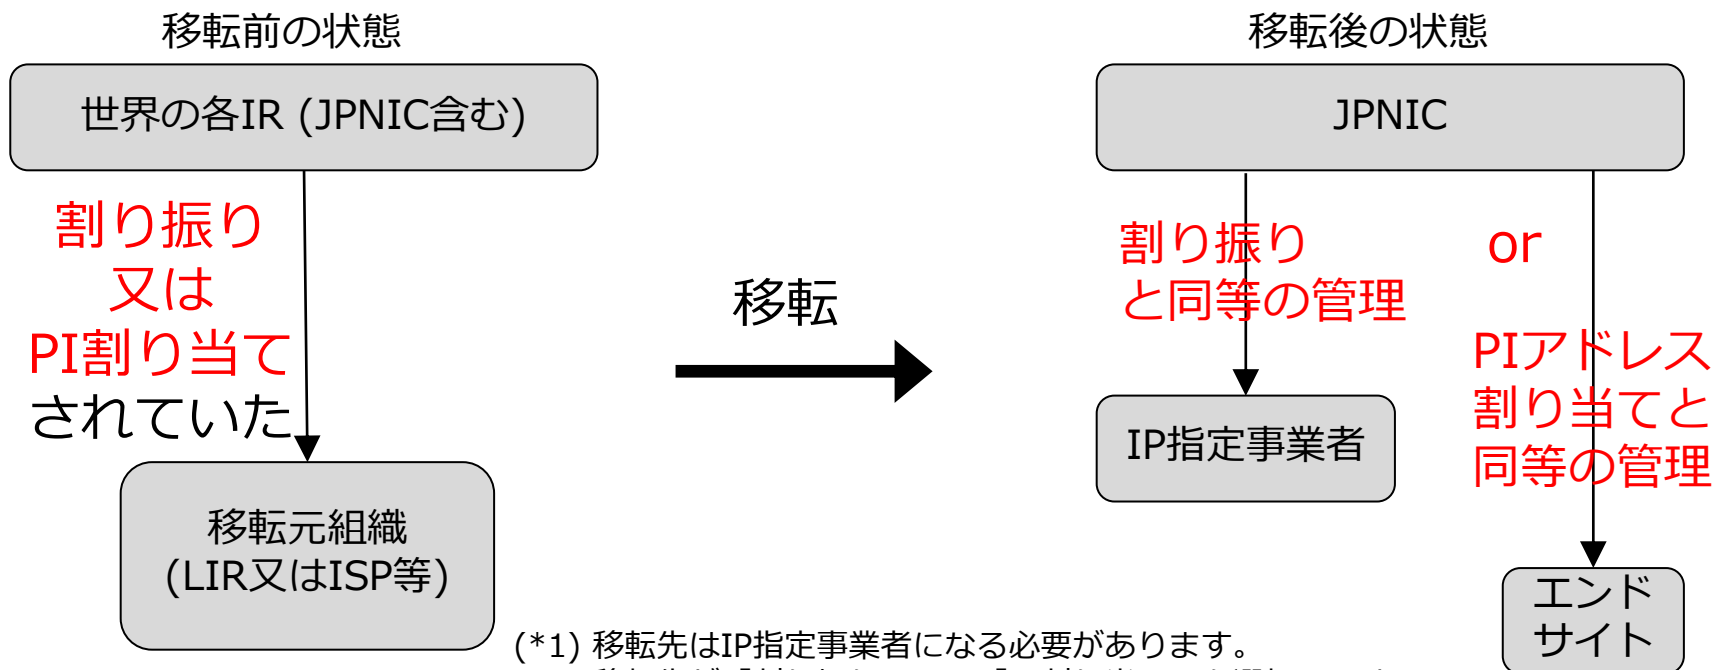 移転前の状態
世界の各IR (JPNIC含む)
割り振り
又は
PI割り当て
されていた
移転元組織
(LIR又はISP等)
移転
移転後の状態
JPNIC
割り振り
と同等の管理
or
PIアドレス
割り当てと
同等の管理
IP指定事業者
エンド
サイト
(*1) 移転先はIP指定事業者になる必要があります。